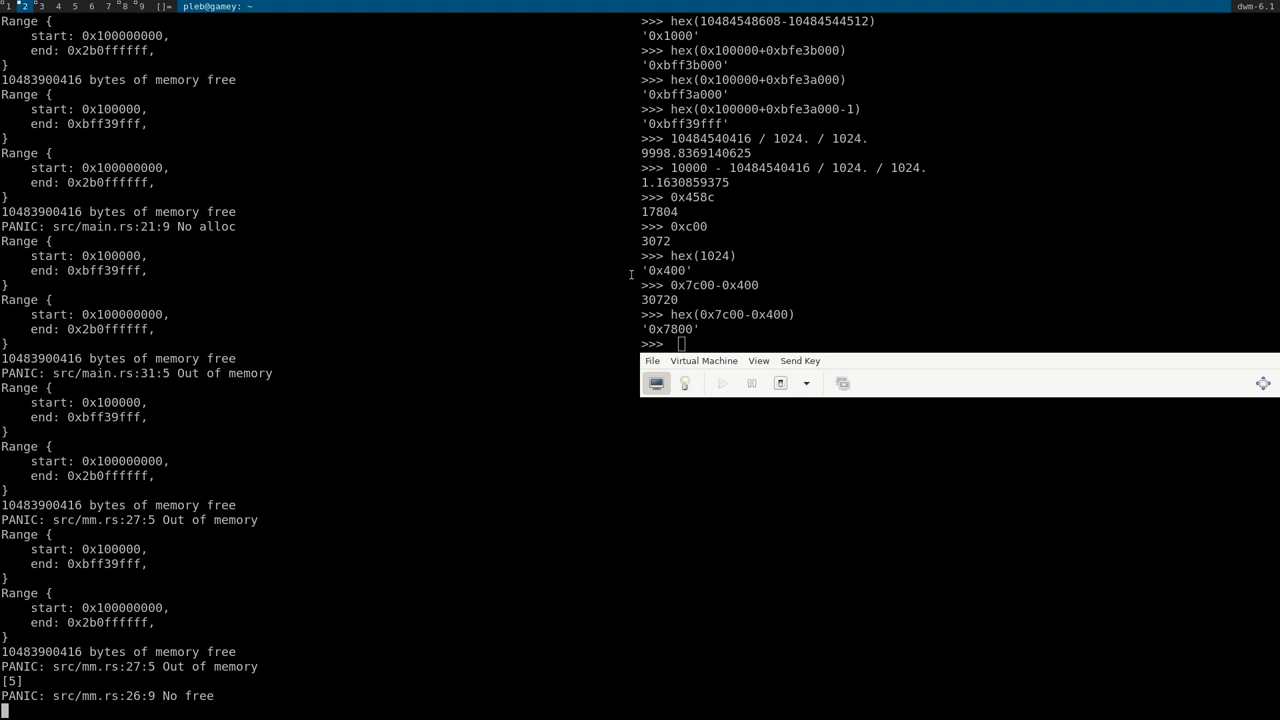 1 2 3 4 5 6 7 8 9 []= pleb@gamey: ~ dwm-6.1
Range {
    start: 0x100000000,
    end: 0x2b0ffffff,
}
10483900416 bytes of memory free
Range {
    start: 0x100000,
    end: 0xbff39fff,
}
Range {
    start: 0x100000000,
    end: 0x2b0ffffff,
}
10483900416 bytes of memory free
PANIC: src/main.rs:21:9 No alloc
Range {
    start: 0x100000,
    end: 0xbff39fff,
}
Range {
    start: 0x100000000,
    end: 0x2b0ffffff,
}
10483900416 bytes of memory free
PANIC: src/main.rs:31:5 Out of memory
Range {
    start: 0x100000,
    end: 0xbff39fff,
}
Range {
    start: 0x100000000,
    end: 0x2b0ffffff,
}
10483900416 bytes of memory free
PANIC: src/mm.rs:27:5 Out of memory
Range {
    start: 0x100000,
    end: 0xbff39fff,
}
Range {
    start: 0x100000000,
    end: 0x2b0ffffff,
}
10483900416 bytes of memory free
PANIC: src/mm.rs:27:5 Out of memory
[5]
PANIC: src/mm.rs:26:9 No free
>>> hex(10484548608-10484544512)
'0x1000'
>>> hex(0x100000+0xbfe3b000)
'0xbff3b000'
>>> hex(0x100000+0xbfe3a000)
'0xbff3a000'
>>> hex(0x100000+0xbfe3a000-1)
'0xbff39fff'
>>> 10484540416 / 1024. / 1024.
9998.8369140625
>>> 10000 - 10484540416 / 1024. / 1024.
1.1630859375
>>> 0x458c
17804
>>> 0xc00
3072
>>> hex(1024)
'0x400'
>>> 0x7c00-0x400
30720
>>> hex(0x7c00-0x400)
'0x7800'
>>>
File Virtual Machine View Send Key